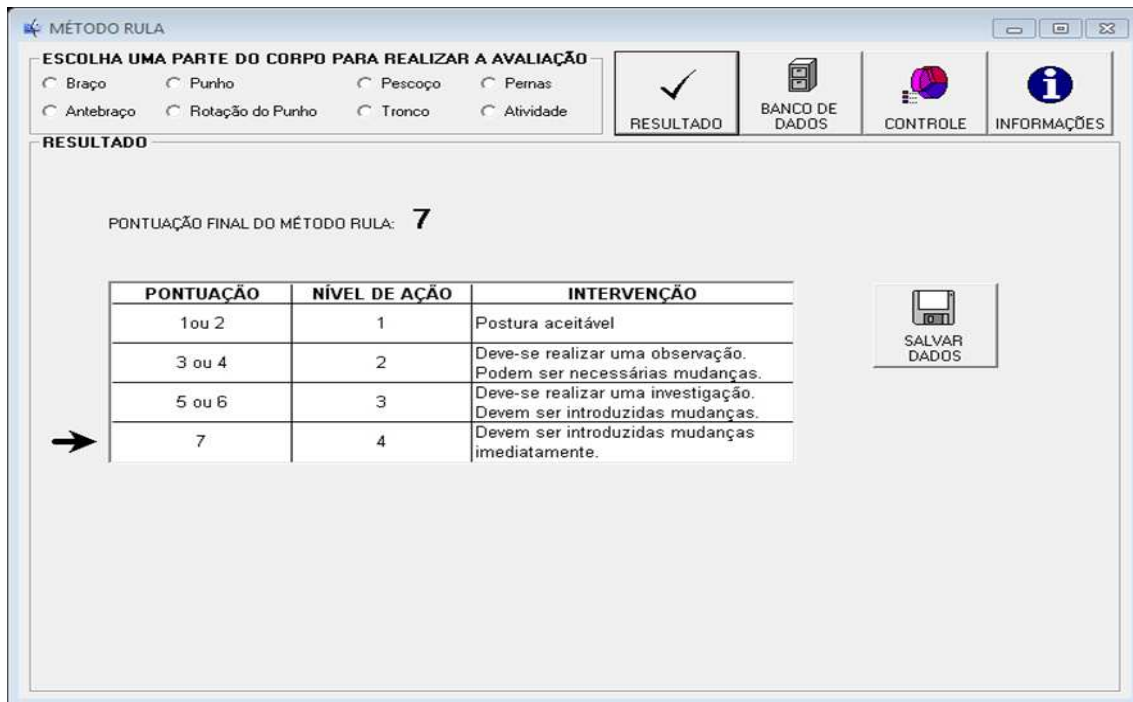 MÉTODO RULA
ESCOLHA UMA PARTE DO CORPO PARA REALIZAR A AVALIAÇÃO
Braço Punho Pescoço Pernas
Antebraço Rotação do Punho Tronco Atividade
RESULTADO
BANCO DE
DADOS
CONTROLE
INFORMAÇÕES
RESULTADO
PONTUAÇÃO FINAL DO MÉTODO RULA: 7
PONTUAÇÃO NÍVEL DE AÇÃO INTERVENÇÃO
1ou 2 1 Postura aceitável
3 ou 4 2 Deve-se realizar uma observação.
Podem ser necessárias mudanças.
5 ou 6 3 Deve-se realizar uma investigação.
Devem ser introduzidas mudanças.
7 4 Devem ser introduzidas mudanças
imediatamente.
SALVAR
DADOS